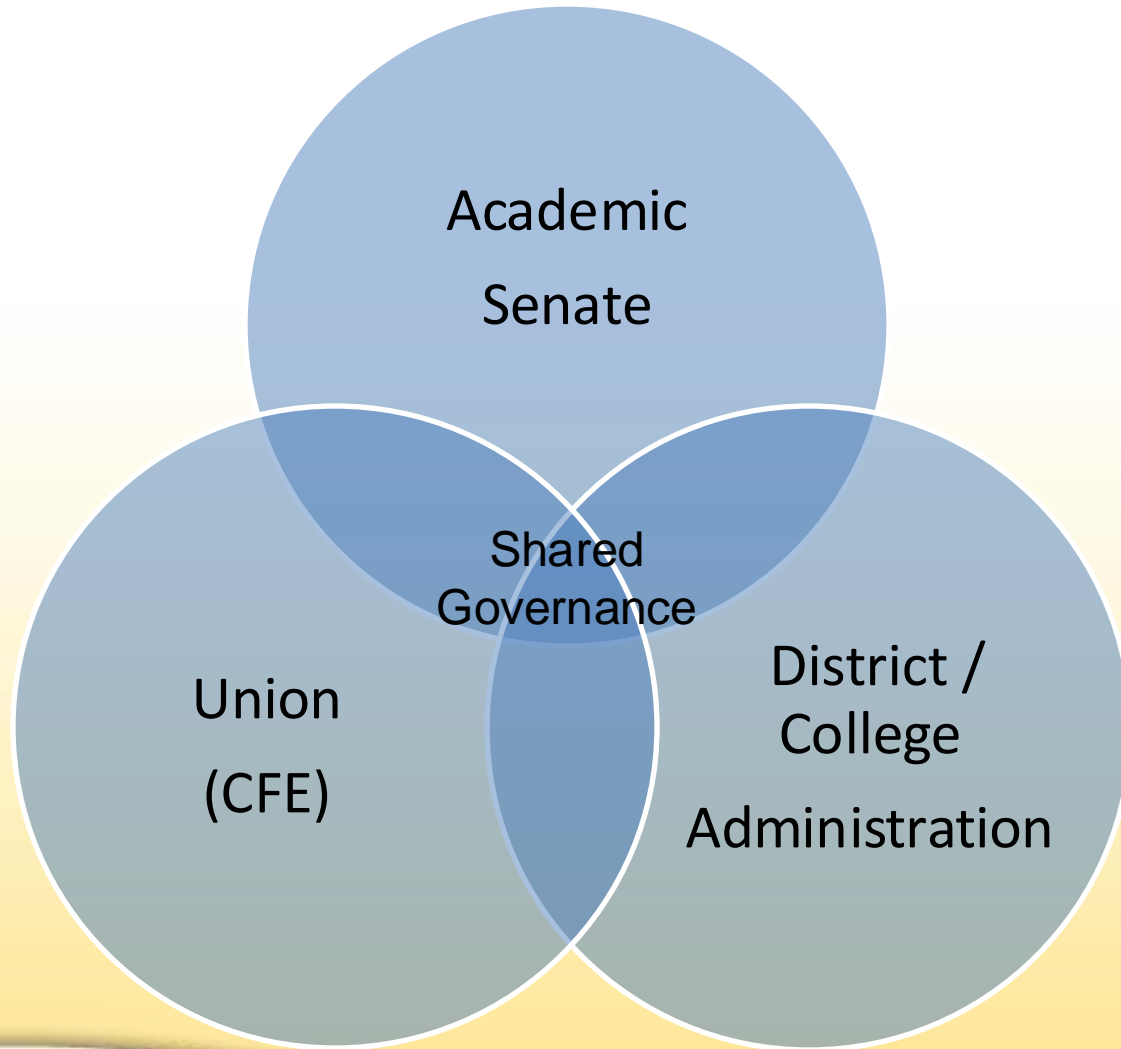 Academic
Senate
Shared
Governance
Union
(CFE)
District /
College
Administration